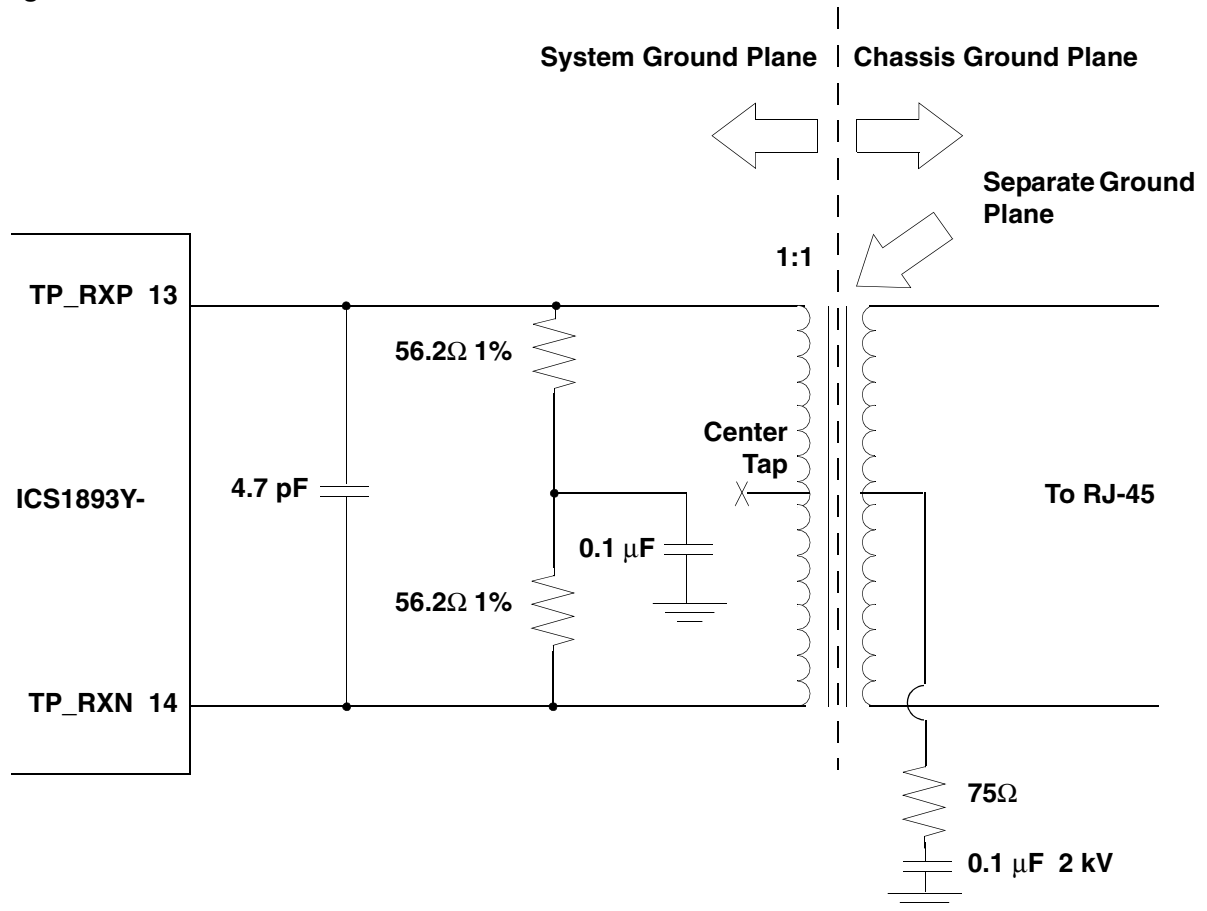 System Ground Plane
Chassis Ground Plane
Separate Ground
Plane
1:1
TP_RXP 13
56.2Ω 1%
Center
Tap
4.7 pF
ICS1893Y-
To RJ-45
0.1 μF
56.2Ω 1%
TP_RXN 14
75Ω
0.1 μF 2 kV